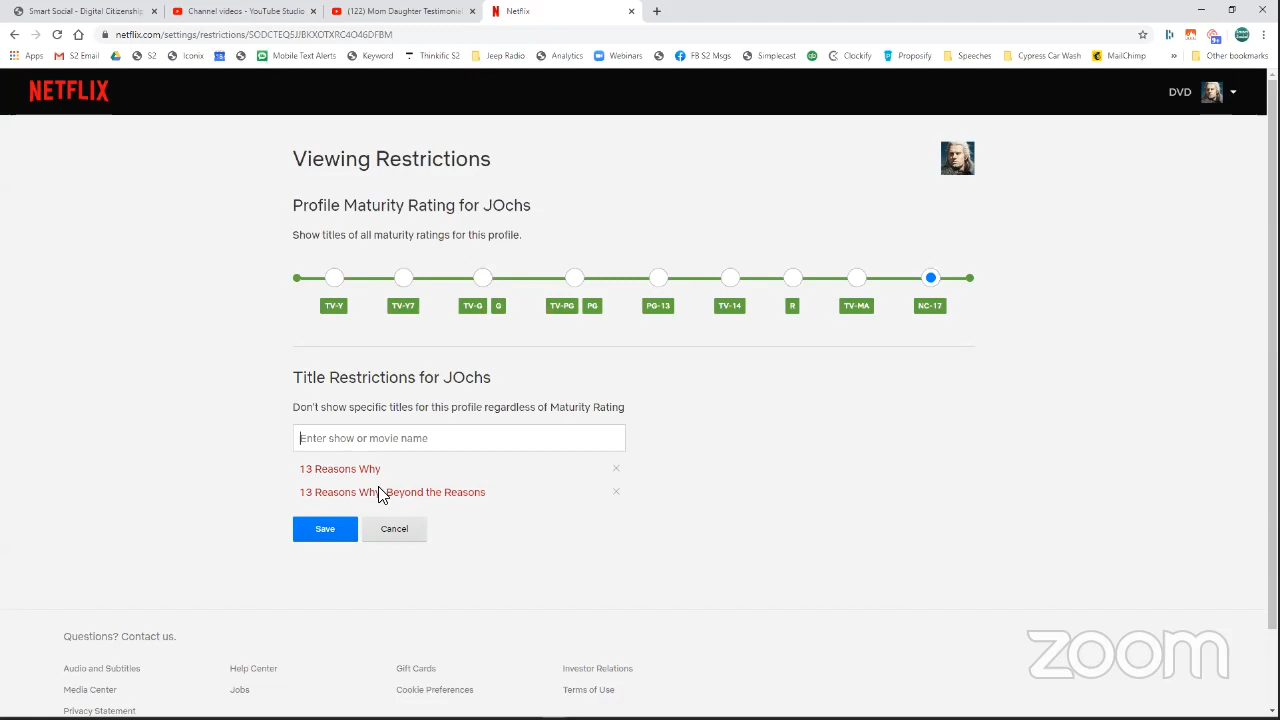 Smart Social - Digital Citizenship
Channel videos - YouTube Studio
(122) Mom Daughter Testimonial
Netflix
netflix.com/settings/restrictions/SODCTEQ5JJBKXOTXRC4O46DFBM
Apps S2 Email S2 Iconix S2 Mobile Text Alerts Keyword Thinkific S2 Jeep Radio Analytics Webinars FB S2 Msgs Simplecast Clockify Proposify Speeches Cypress Car Wash MailChimp » Other bookmarks
NETFLIX
DVD
Viewing Restrictions
Profile Maturity Rating for JOchs
Show titles of all maturity ratings for this profile.
TV-Y TV-Y7 TV-G G TV-PG PG PG-13 TV-14 R TV-MA NC-17
Title Restrictions for JOchs
Don't show specific titles for this profile regardless of Maturity Rating
Enter show or movie name
13 Reasons Why
13 Reasons Why: Beyond the Reasons
Save Cancel
Questions? Contact us.
Audio and Subtitles Help Center Gift Cards Investor Relations
Media Center Jobs Cookie Preferences Terms of Use
Privacy Statement
zoom